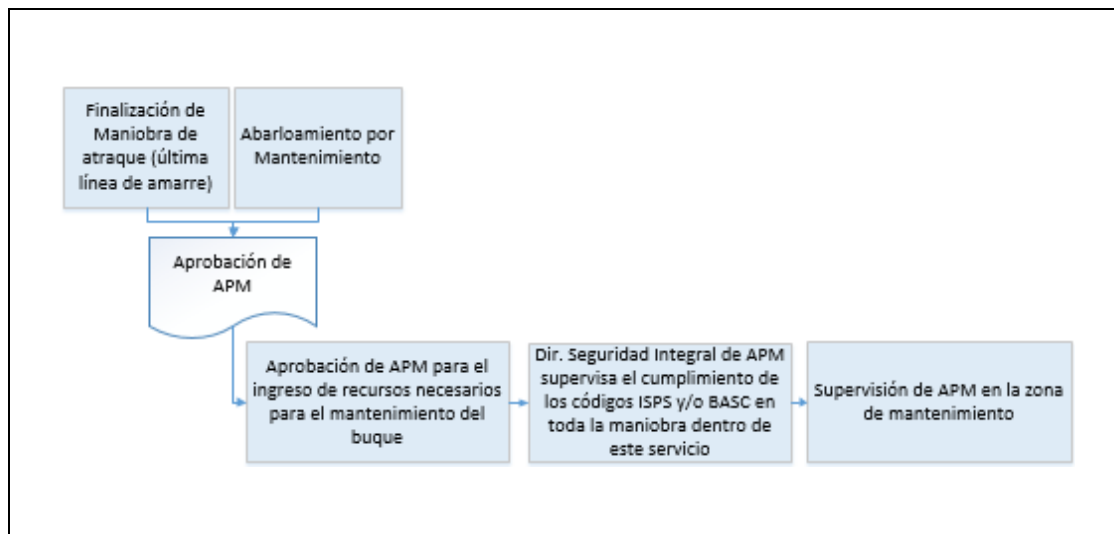 Finalización de
Maniobra de
atraque (última
línea de amarre)
Abarloamiento por
Mantenimiento
Aprobación de
APM
Aprobación de APM para el
ingreso de recursos necesarios
para el mantenimiento del
buque
Dir. Seguridad Integral de APM
supervisa el cumplimiento de
los códigos ISPS y/o BASC en
toda la maniobra dentro de
este servicio
Supervisión de APM en la zona
de mantenimiento